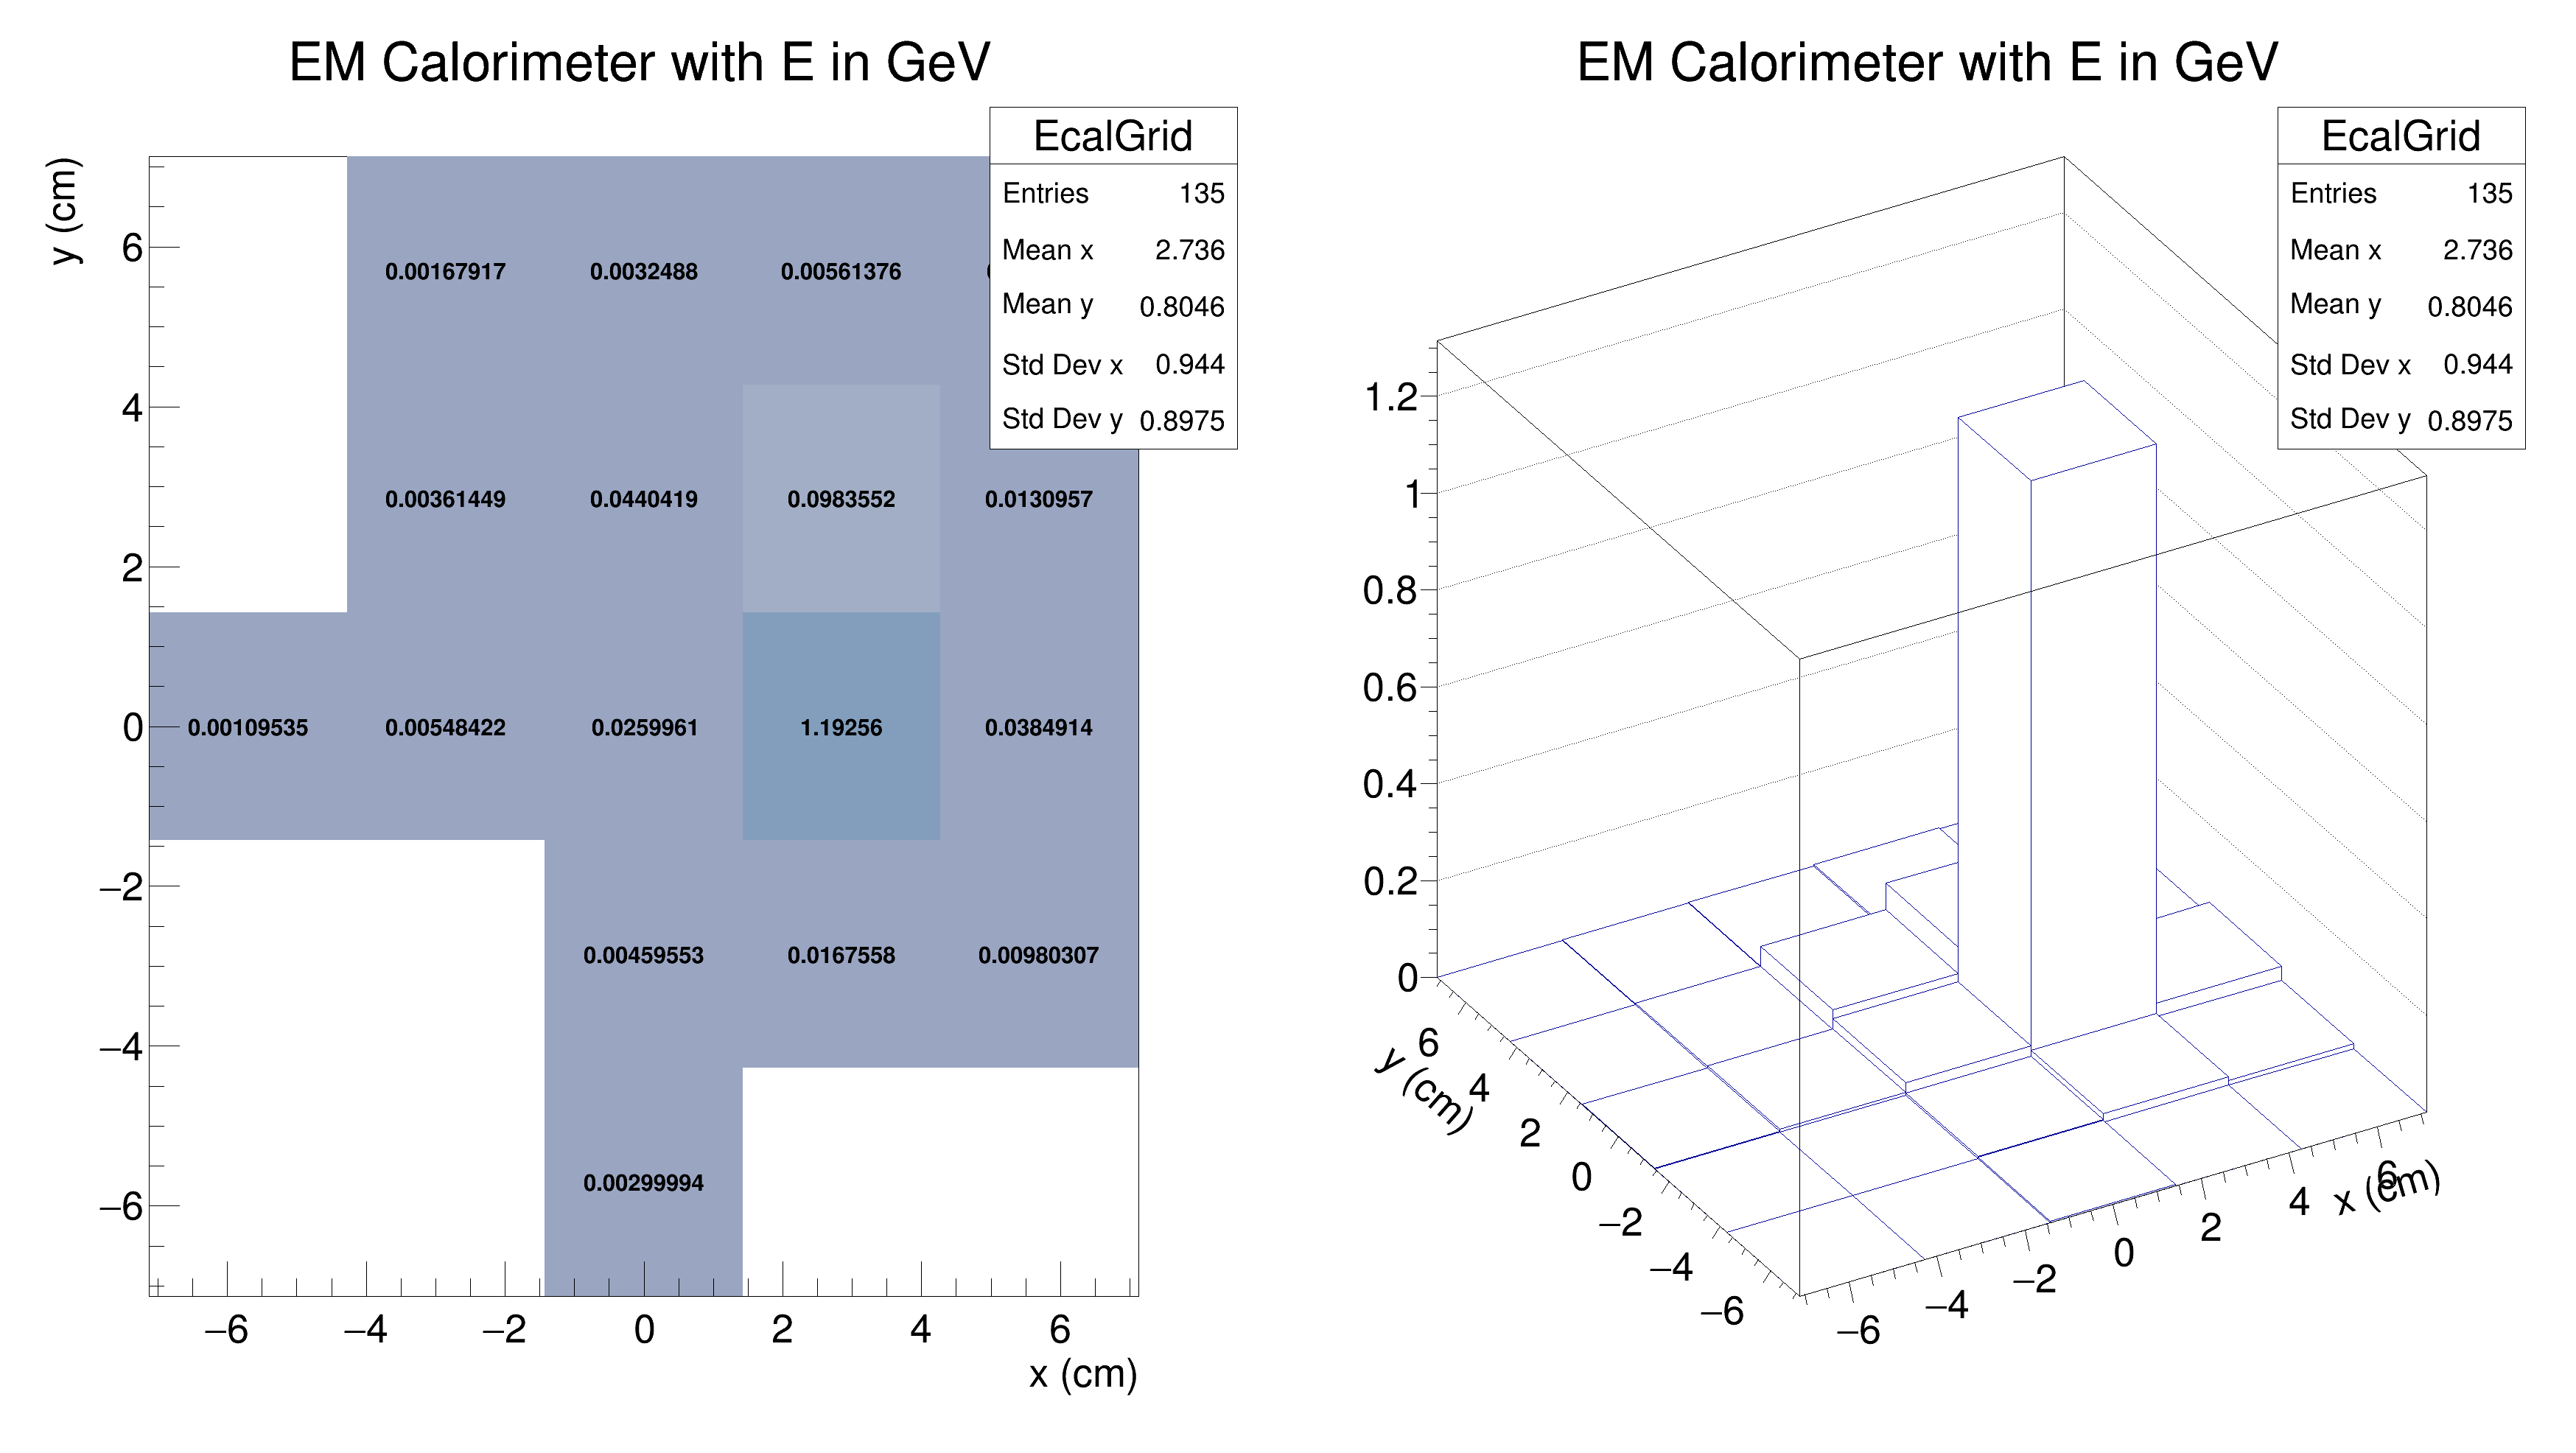 EM Calorimeter with E in GeV
EcalGrid
Entries 135
Mean x 2.736
Mean y 0.8046
Std Dev x 0.944
Std Dev y 0.8975
y (cm)
6
4
2
0
−2
−4
−6
0.00167917 0.0032488 0.00561376
0.00361449 0.0440419 0.0983552 0.0130957
0.00109535 0.00548422 0.0259961 1.19256 0.0384914
0.00459553 0.0167558 0.00980307
0.00299994
−6 −4 −2 0 2 4 6
x (cm)
EM Calorimeter with E in GeV
EcalGrid
Entries 135
Mean x 2.736
Mean y 0.8046
Std Dev x 0.944
Std Dev y 0.8975
1.2
1
0.8
0.6
0.4
0.2
0
y (cm)
6
4
2
0
−2
−4
−6
−6
−4
−2
0
2
4
6
x (cm)